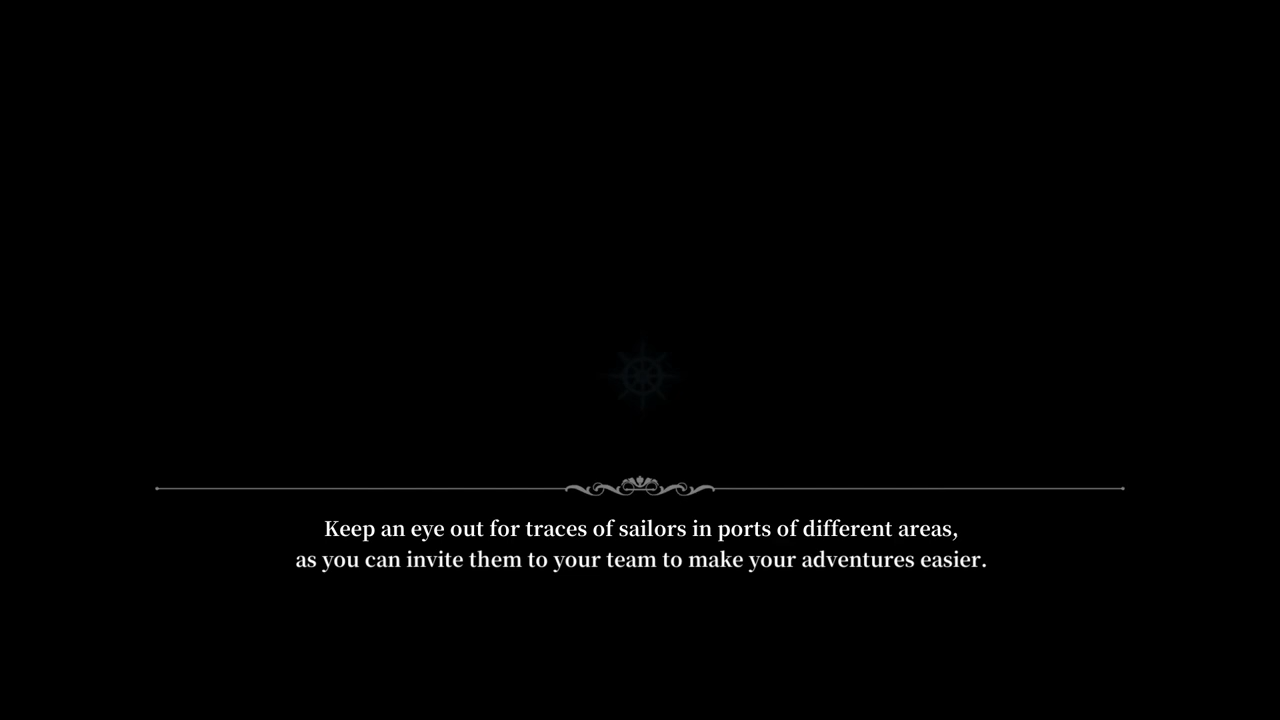 Keep an eye out for traces of sailors in ports of different areas,
as you can invite them to your team to make your adventures easier.